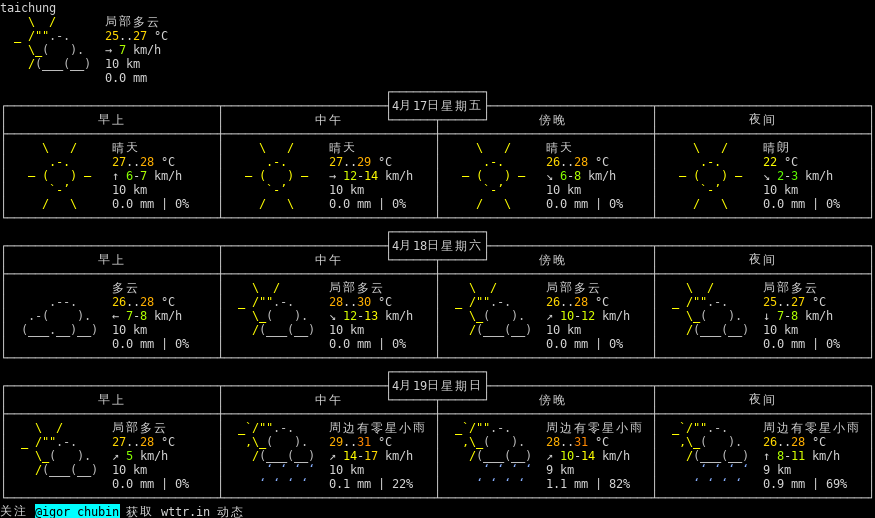 taichung
局部多云
25..27 °C
→ 7 km/h
10 km
0.0 mm
4月17日星期五
早上 中午 傍晚 夜间
晴天 晴天 晴天 晴朗
27..28 °C 27..29 °C 26..28 °C 22 °C
↑ 6-7 km/h → 12-14 km/h ↘ 6-8 km/h ↘ 2-3 km/h
10 km 10 km 10 km 10 km
0.0 mm | 0% 0.0 mm | 0% 0.0 mm | 0% 0.0 mm | 0%
4月18日星期六
早上 中午 傍晚 夜间
多云 局部多云 局部多云 局部多云
26..28 °C 28..30 °C 26..28 °C 25..27 °C
← 7-8 km/h ↘ 12-13 km/h ↗ 10-12 km/h ↓ 7-8 km/h
10 km 10 km 10 km 10 km
0.0 mm | 0% 0.0 mm | 0% 0.0 mm | 0% 0.0 mm | 0%
4月19日星期日
早上 中午 傍晚 夜间
局部多云 周边有零星小雨 周边有零星小雨 周边有零星小雨
27..28 °C 29..31 °C 28..31 °C 26..28 °C
↗ 5 km/h ↗ 14-17 km/h ↗ 10-14 km/h ↑ 8-11 km/h
10 km 10 km 9 km 9 km
0.0 mm | 0% 0.1 mm | 22% 1.1 mm | 82% 0.9 mm | 69%
关注 @igor_chubin 获取 wttr.in 动态